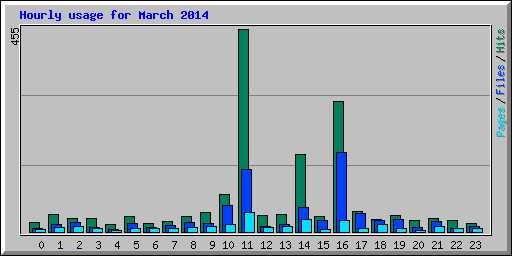 Hourly usage for March 2014
455
Pages/Files/Hits
0 1 2 3 4 5 6 7 8 9 10 11 12 13 14 15 16 17 18 19 20 21 22 23